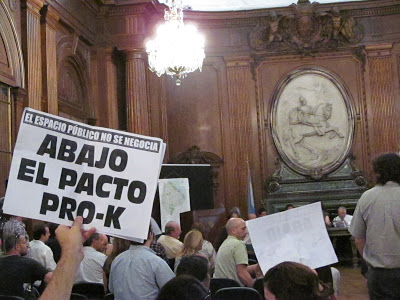 EL ESPACIO PÚBLICO NO SE NEGOCIA
ABAJO
EL PACTO
PRO-K